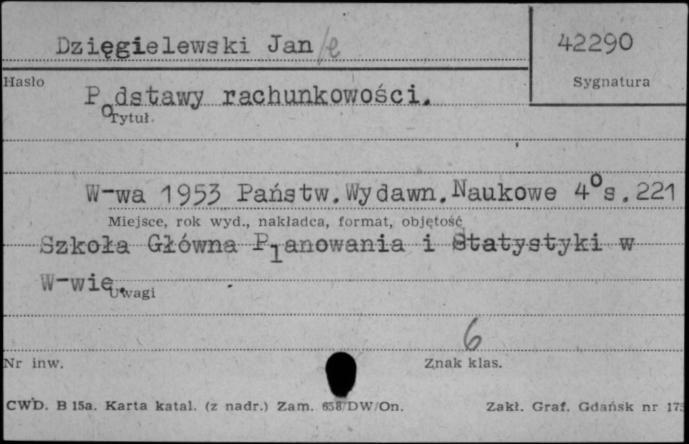 Dzięgielewski Jan /e
42290
Hasło
Sygnatura
Podstawy rachunkowości.
Tytuł
W-wa 1953 Państw.Wydawn.Naukowe 4° s.221
Miejsce, rok wyd., nakładca, format, objętość
Szkoła Główna Planowania i Statystyki w
W-wie.
Uwagi
6
Nr inw.
Znak klas.
CWD. B 15a. Karta katal. (z nadr.) Zam. 658/DW/On.
Zakł. Graf. Gdańsk nr 175